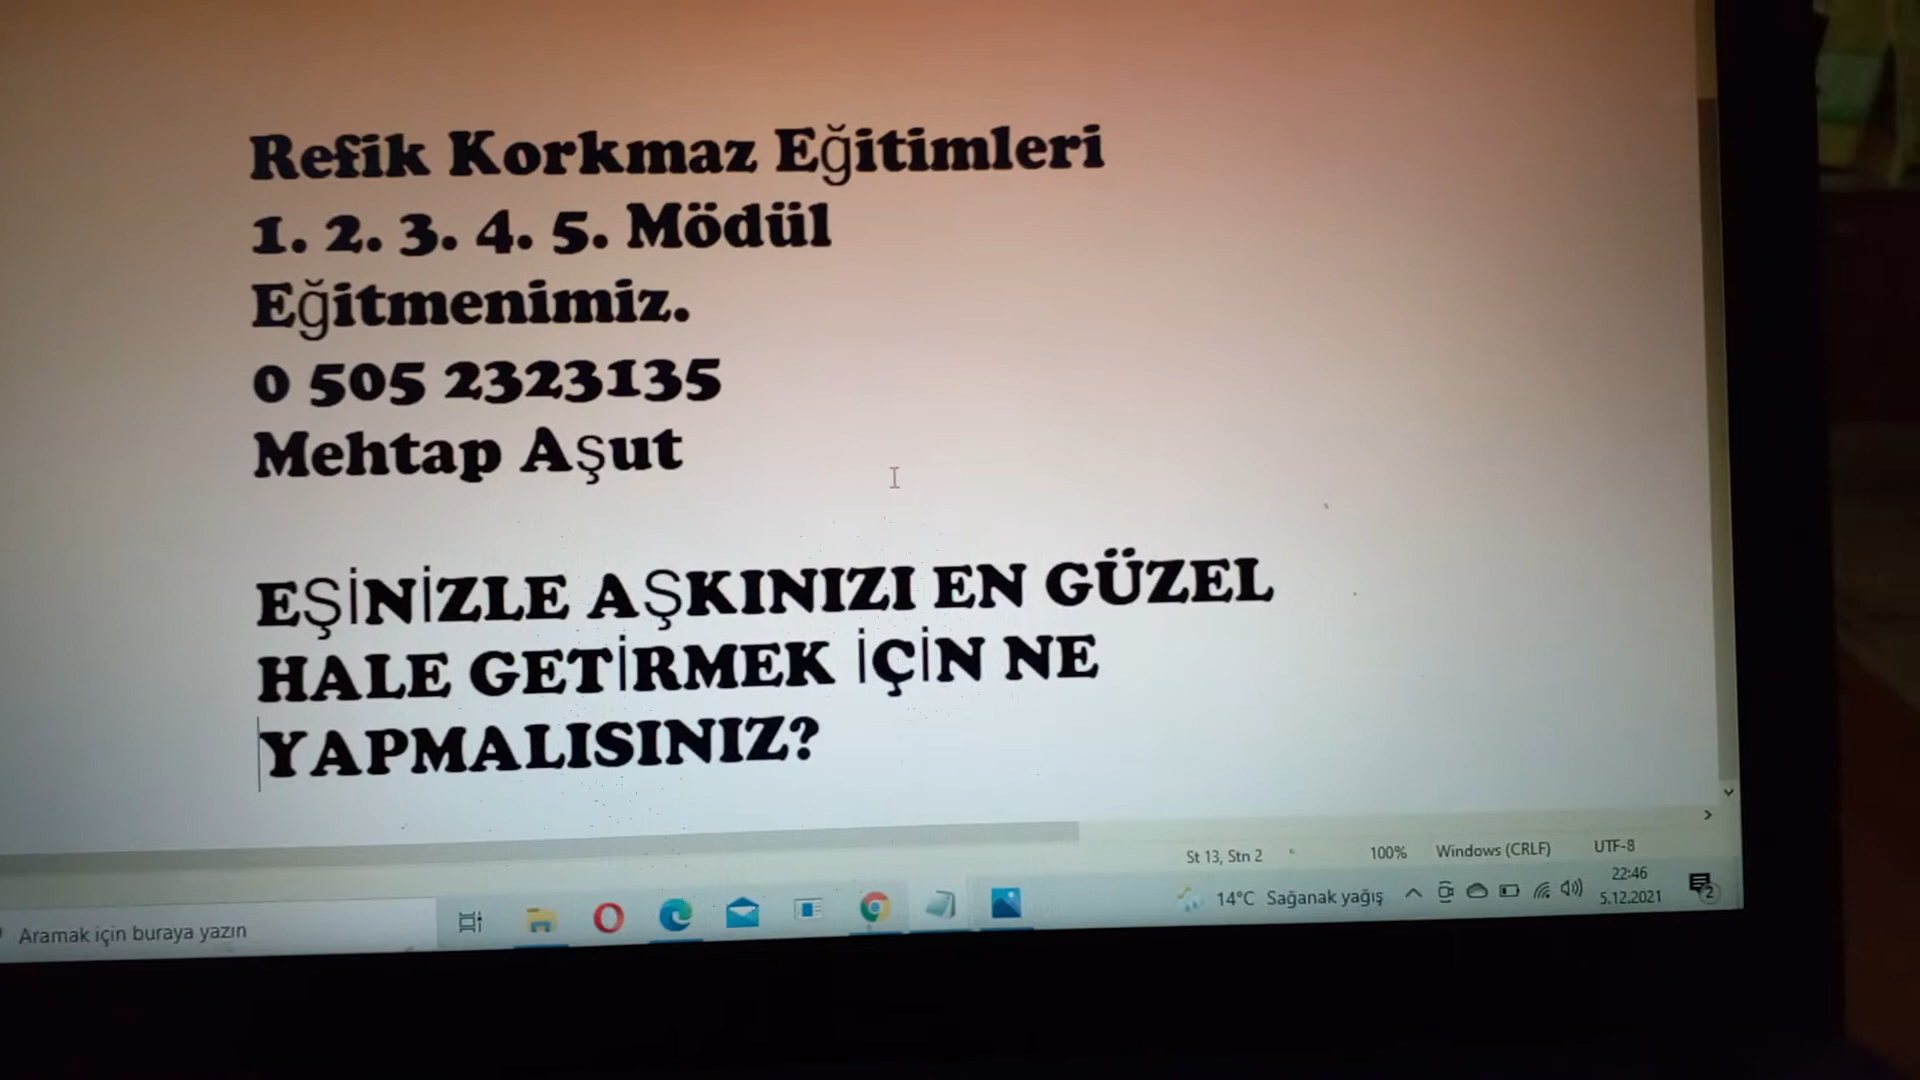 Refik Korkmaz Eğitimleri
1. 2. 3. 4. 5. Mödül
Eğitmenimiz.
0 505 2323135
Mehtap Aşut
EŞİNİZLE AŞKINIZI EN GÜZEL
HALE GETİRMEK İÇİN NE
YAPMALISINIZ?
St 13, Stn 2 100% Windows (CRLF) UTF-8
Aramak için buraya yazın
14°C Sağanak yağış
22:46
5.12.2021
2